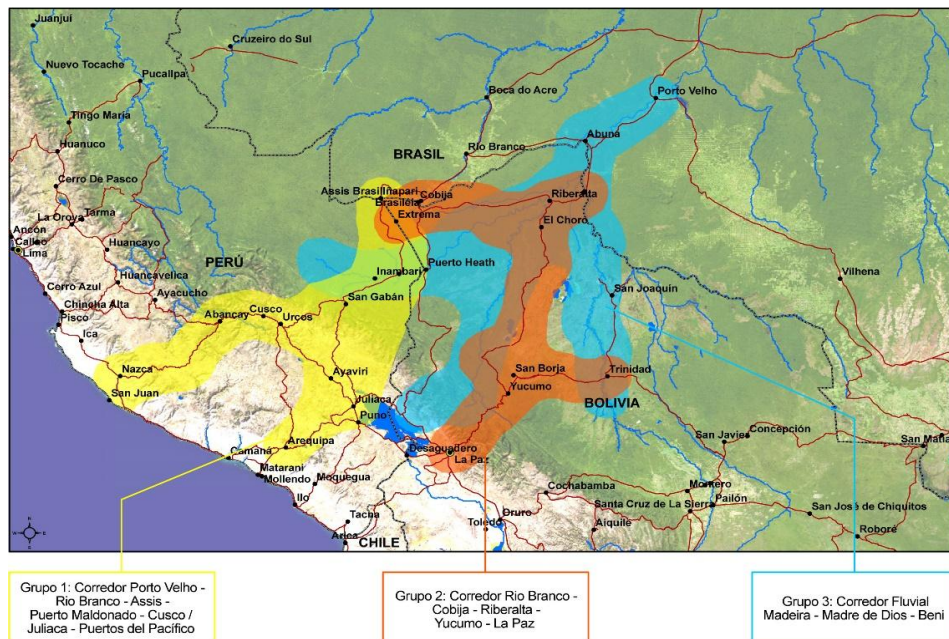 Juanjui
Cruzeiro do Sul
Nuevo Tocache
Pucallpa
Boca do Acre
Porto Velho
Tingo María
Huanuco
Abuná
BRASIL
Río Branco
Cerro De Pasco
Assis Brasil
Iñapari
Cobija
Brasiléia
Riberalta
La Oroya
Tarma
Extrema
El Choro
Ancón
Callao
Lima
Huancayo
PERÚ
Puerto Heath
Inambari
Vilhena
Huancavelica
Cerro Azul
Ayacucho
San Gabán
San Joaquin
Chincha Alta
Pisco
Abancay
Cusco
Urcos
Ica
Nazca
Ayaviri
San Borja
Trinidad
San Juan
Yucumo
Juliaca
BOLIVIA
Puno
San Javier
Concepción
Arequipa
Desaguadero
La Paz
San Matía
Camaná
Matarani
Mollendo
Moquegua
Cochabamba
Montero
Ilo
Santa Cruz de La Sierra
Pailón
Oruro
San José de Chiquitos
Tacna
Toledo
Aiquile
Roboré
Arica
CHILE
Grupo 1: Corredor Porto Velho -
Rio Branco - Assis -
Puerto Maldonado - Cusco /
Juliaca - Puertos del Pacífico
Grupo 2: Corredor Rio Branco -
Cobija - Riberalta -
Yucumo - La Paz
Grupo 3: Corredor Fluvial
Madeira - Madre de Dios - Beni